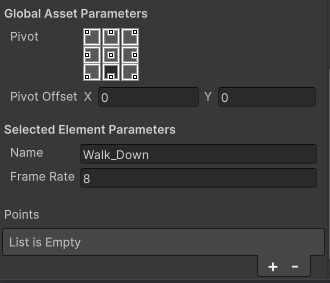 Global Asset Parameters
Pivot
Pivot Offset X 0 Y 0
Selected Element Parameters
Name Walk_Down
Frame Rate 8
Points
List is Empty
+ -